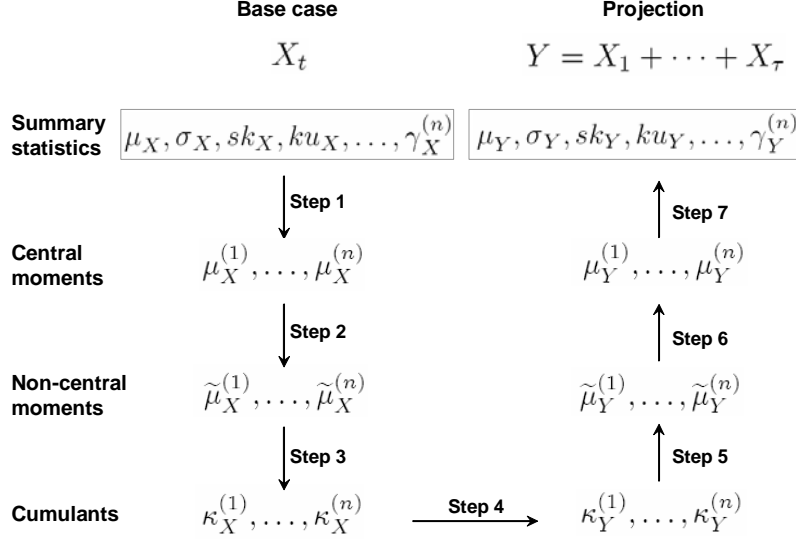 Base case Projection
X_t Y = X_1 + ⋯ + X_τ
Summary
statistics
μ_X, σ_X, sk_X, ku_X, …, γ_X^{(n)} μ_Y, σ_Y, sk_Y, ku_Y, …, γ_Y^{(n)}
Step 1 Step 7
Central
moments
μ_X^{(1)}, …, μ_X^{(n)} μ_Y^{(1)}, …, μ_Y^{(n)}
Step 2 Step 6
Non-central
moments
μ̃_X^{(1)}, …, μ̃_X^{(n)} μ̃_Y^{(1)}, …, μ̃_Y^{(n)}
Step 3 Step 5
Cumulants κ_X^{(1)}, …, κ_X^{(n)} Step 4 κ_Y^{(1)}, …, κ_Y^{(n)}